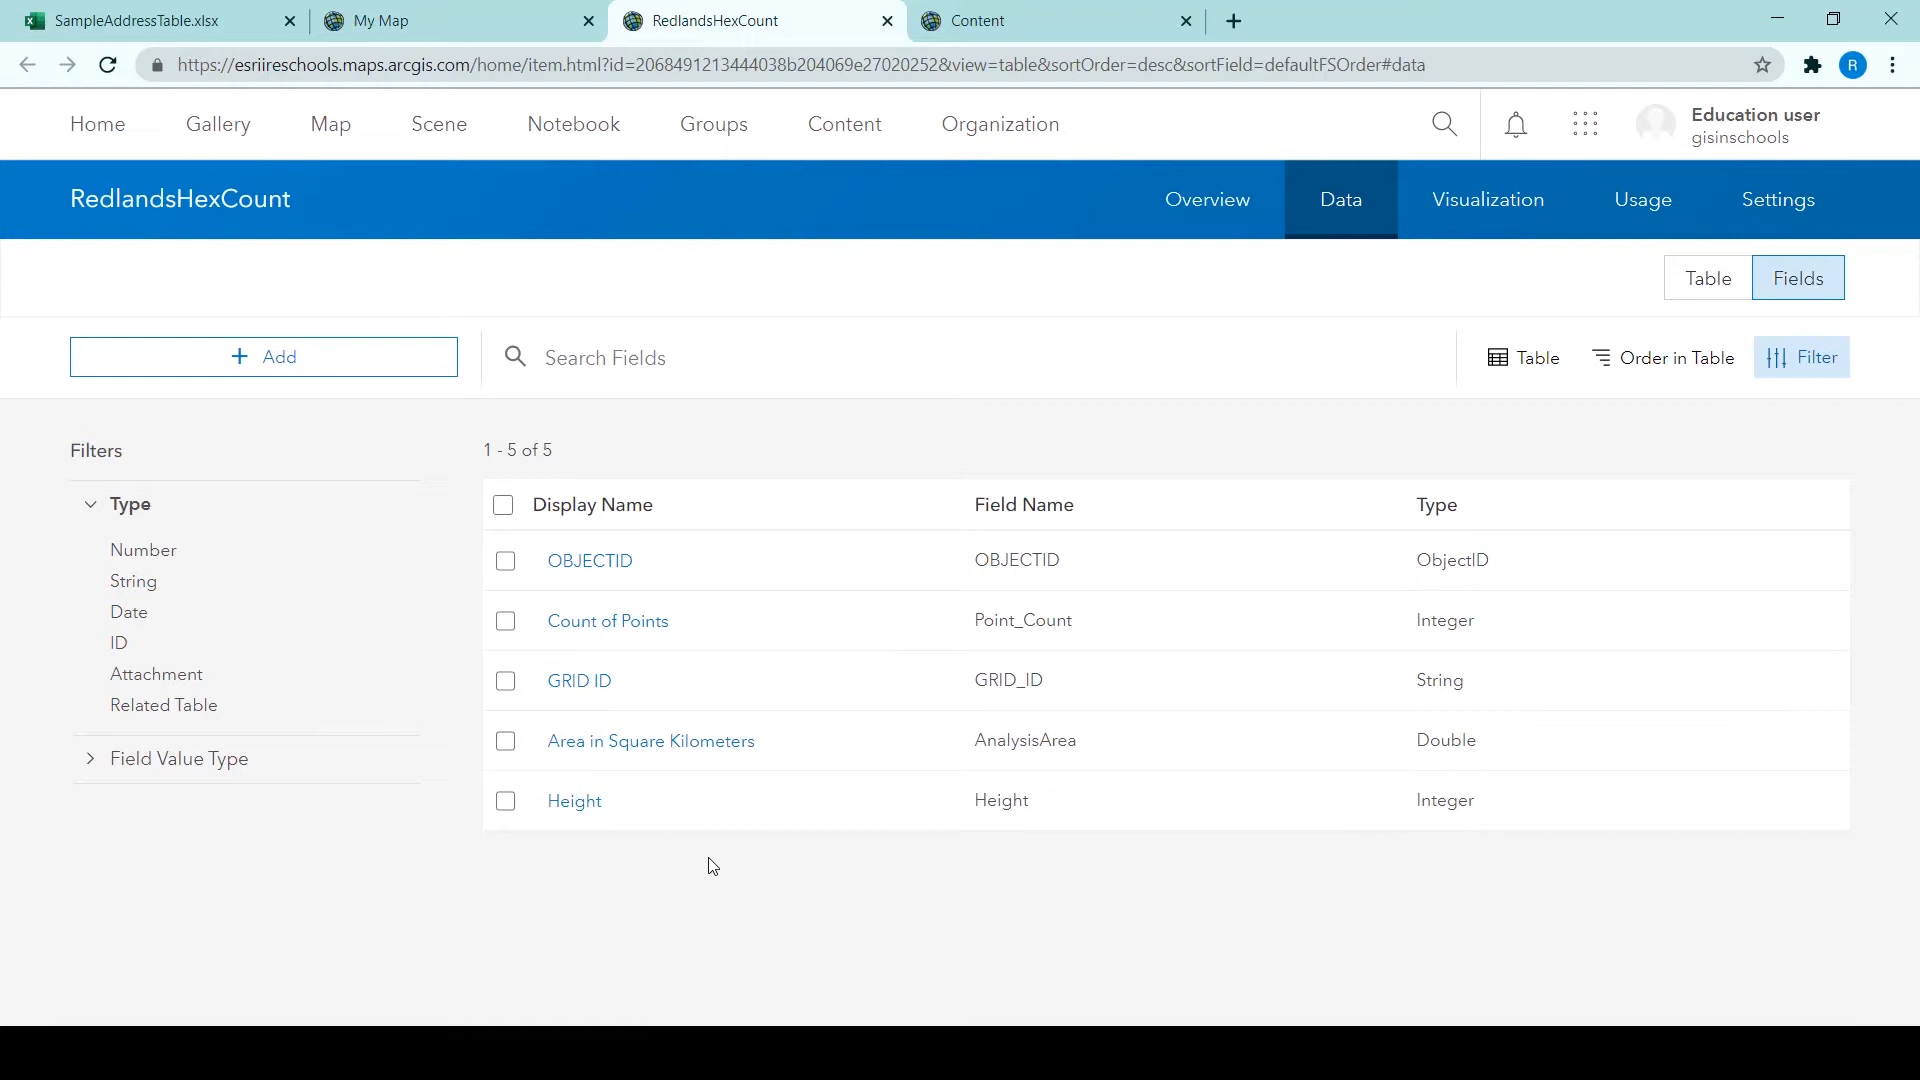 SampleAddressTable.xlsx
My Map
RedlandsHexCount
Content
https://esriireschools.maps.arcgis.com/home/item.html?id=2068491213444038b204069e27020252&view=table&sortOrder=desc&sortField=defaultFSOrder#data
R
Home Gallery Map Scene Notebook Groups Content Organization
Education user
gisinschools
RedlandsHexCount
Overview Data Visualization Usage Settings
Table Fields
+ Add
Search Fields
Table Order in Table Filter
Filters
Type
Number
String
Date
ID
Attachment
Related Table
Field Value Type
1 - 5 of 5
Display Name Field Name Type
OBJECTID OBJECTID ObjectID
Count of Points Point_Count Integer
GRID ID GRID_ID String
Area in Square Kilometers AnalysisArea Double
Height Height Integer